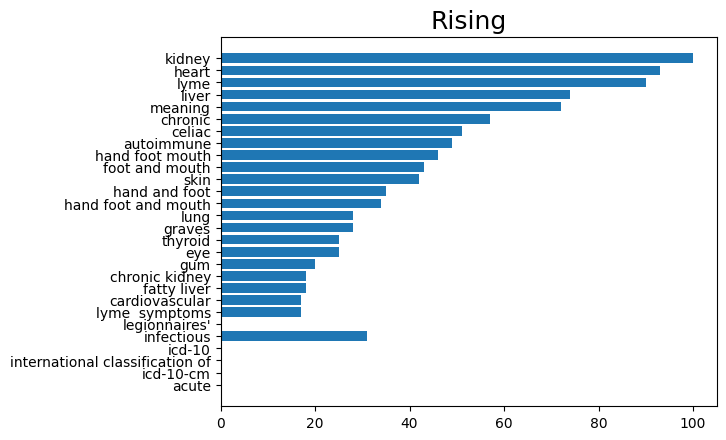 Rising
kidney
heart
lyme
liver
meaning
chronic
celiac
autoimmune
hand foot mouth
foot and mouth
skin
hand and foot
hand foot and mouth
lung
graves
thyroid
eye
gum
chronic kidney
fatty liver
cardiovascular
lyme  symptoms
legionnaires'
infectious
icd-10
international classification of
icd-10-cm
acute
0 20 40 60 80 100